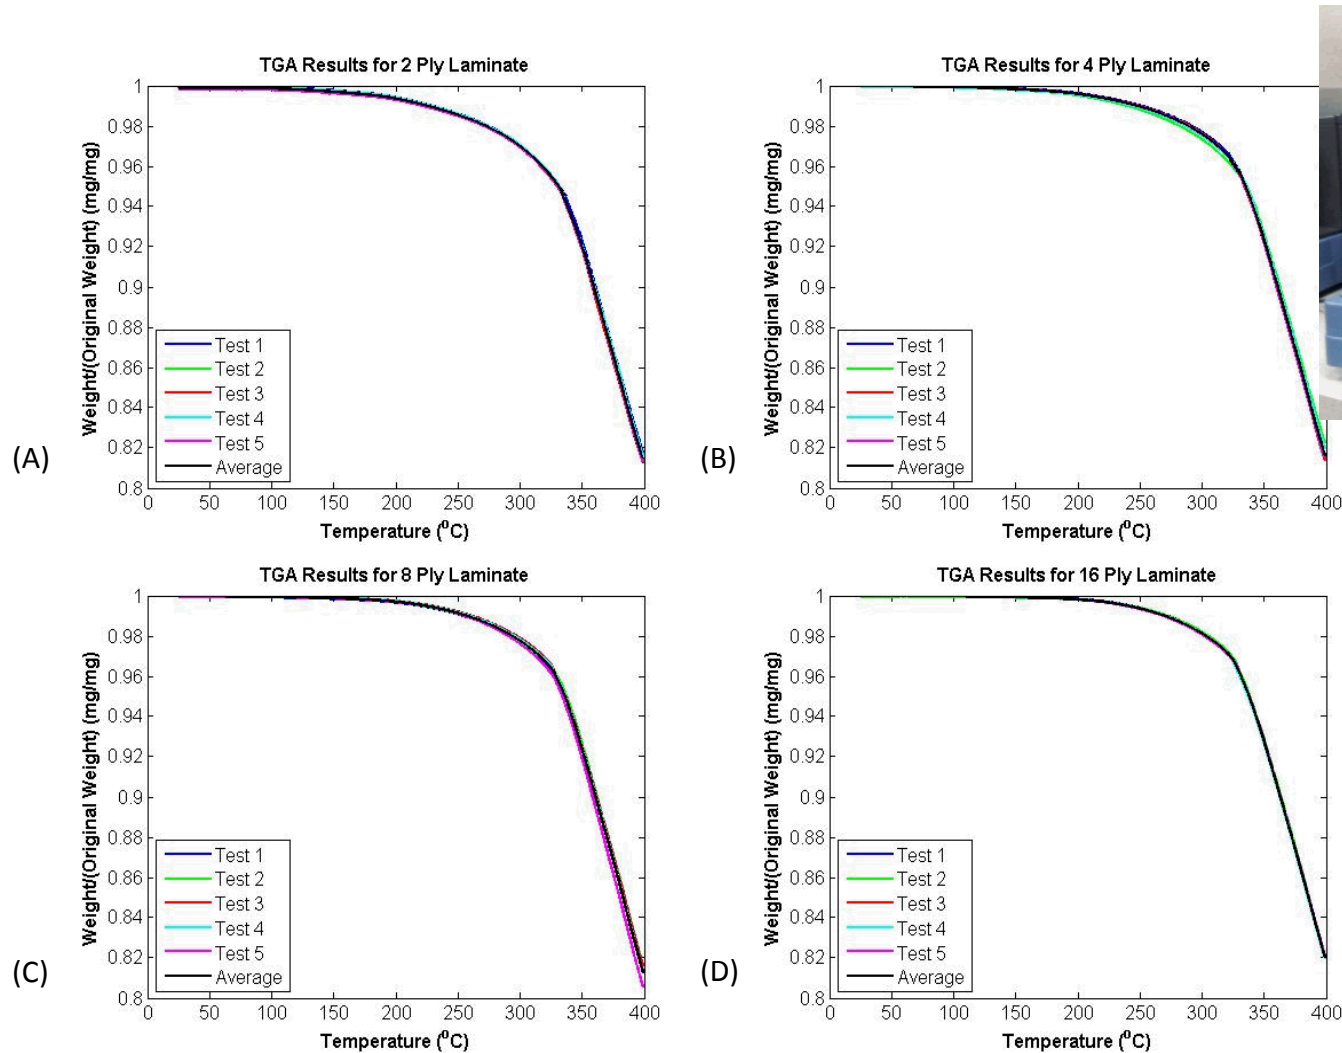 (A)
TGA Results for 2 Ply Laminate
Weight/(Original Weight) (mg/mg)
1
0.98
0.96
0.94
0.92
0.9
0.88
0.86
0.84
0.82
0.8
Test 1
Test 2
Test 3
Test 4
Test 5
Average
0 50 100 150 200 250 300 350 400
Temperature (⁰C)
(B)
TGA Results for 4 Ply Laminate
Weight/(Original Weight) (mg/mg)
1
0.98
0.96
0.94
0.92
0.9
0.88
0.86
0.84
0.82
0.8
Test 1
Test 2
Test 3
Test 4
Test 5
Average
0 50 100 150 200 250 300 350 400
Temperature (⁰C)
(C)
TGA Results for 8 Ply Laminate
Weight/(Original Weight) (mg/mg)
1
0.98
0.96
0.94
0.92
0.9
0.88
0.86
0.84
0.82
0.8
Test 1
Test 2
Test 3
Test 4
Test 5
Average
0 50 100 150 200 250 300 350 400
Temperature (⁰C)
(D)
TGA Results for 16 Ply Laminate
Weight/(Original Weight) (mg/mg)
1
0.98
0.96
0.94
0.92
0.9
0.88
0.86
0.84
0.82
0.8
Test 1
Test 2
Test 3
Test 4
Test 5
Average
0 50 100 150 200 250 300 350 400
Temperature (⁰C)